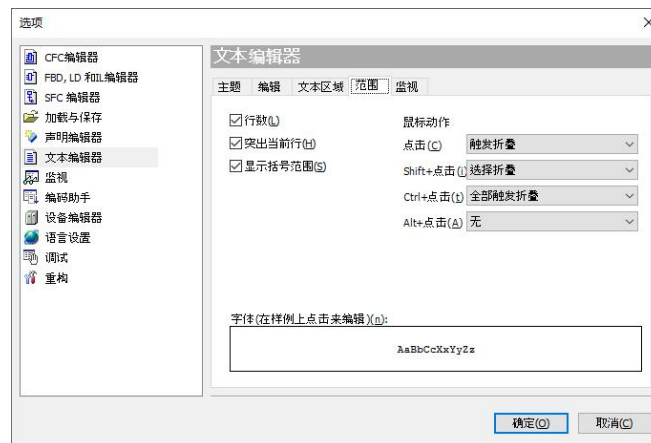 选项
CFC编辑器
FBD, LD 和IL编辑器
SFC 编辑器
加载与保存
声明编辑器
文本编辑器
监视
编码助手
设备编辑器
语言设置
调试
重构
文本编辑器
主题 编辑 文本区域 范围 监视
行数(L)
突出当前行(H)
显示括号范围(S)
鼠标动作
点击(C) 触发折叠
Shift+点击(i) 选择折叠
Ctrl+点击(t) 全部触发折叠
Alt+点击(A) 无
字体(在样例上点击来编辑)(n):
AaBbCcXxYyZz
确定(O) 取消(C)